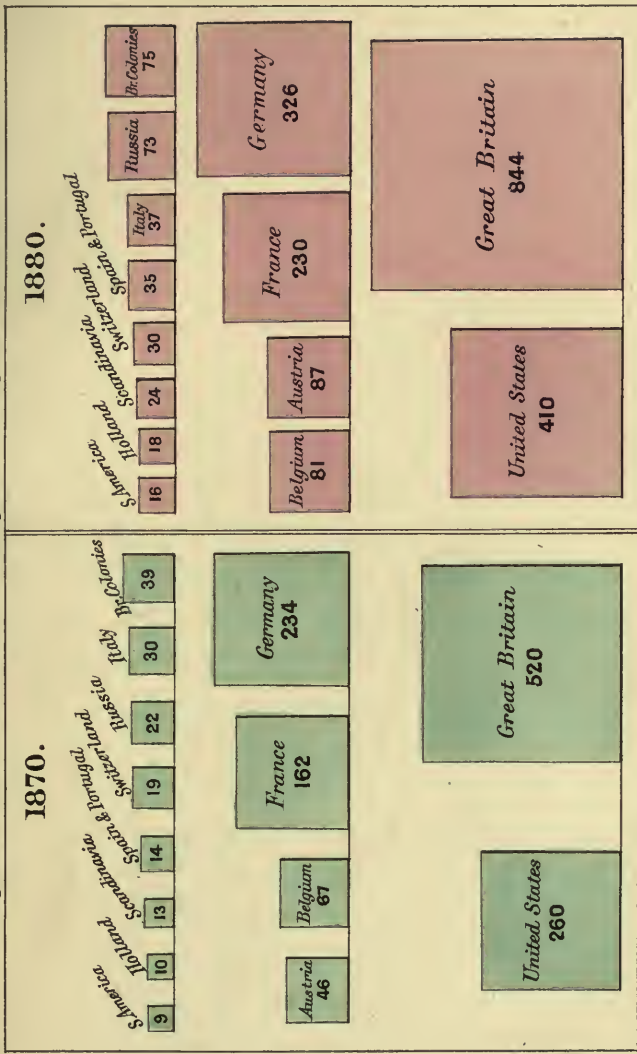 1870.
S.America
9
Holland
10
Scandinavia
13
Spain & Portugal
14
Switzerland
19
Russia
22
Italy
30
Br.Colonies
39
Austria
46
Belgium
67
France
162
Germany
234
United States
260
Great Britain
520
1880.
S.America
16
Holland
18
Scandinavia
24
Switzerland
30
Spain & Portugal
35
Italy
37
Russia
73
Br.Colonies
75
Belgium
81
Austria
87
France
230
Germany
326
United States
410
Great Britain
844